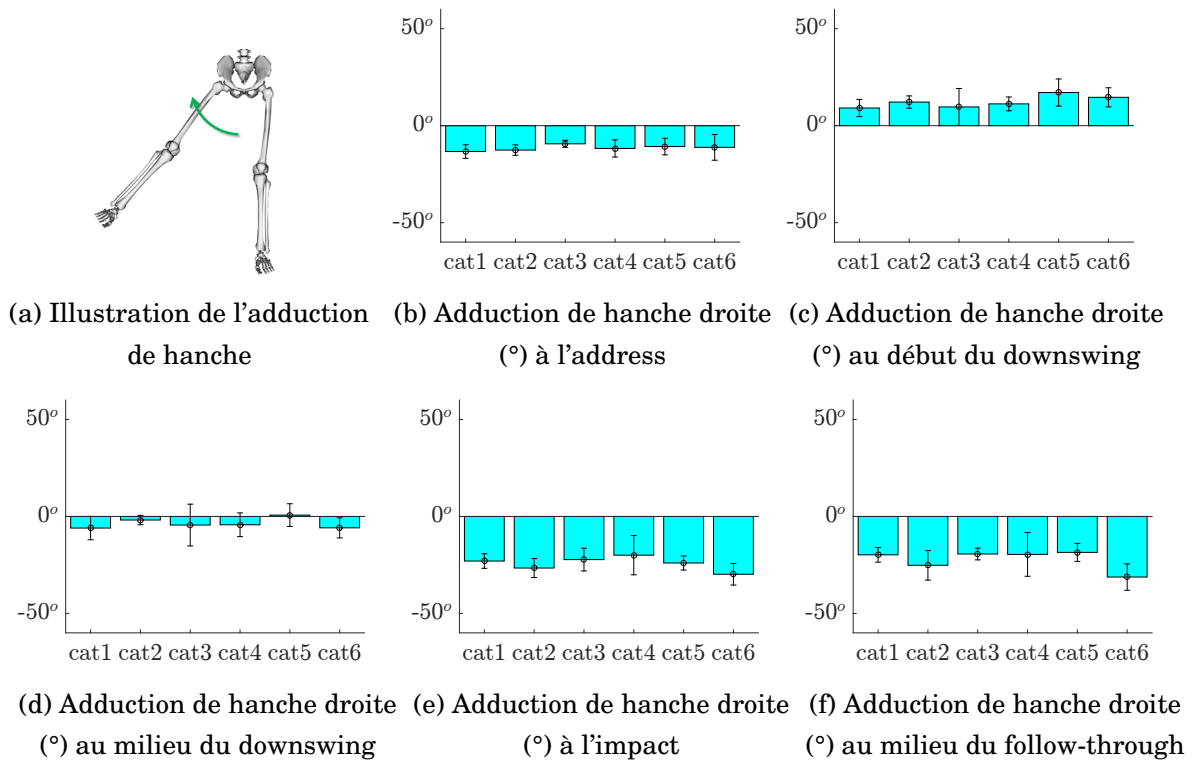 50°
0°
-50°
cat1 cat2 cat3 cat4 cat5 cat6
50°
0°
-50°
cat1 cat2 cat3 cat4 cat5 cat6
(a) Illustration de l'adduction
de hanche
(b) Adduction de hanche droite
(°) à l'address
(c) Adduction de hanche droite
(°) au début du downswing
50°
0°
-50°
cat1 cat2 cat3 cat4 cat5 cat6
50°
0°
-50°
cat1 cat2 cat3 cat4 cat5 cat6
50°
0°
-50°
cat1 cat2 cat3 cat4 cat5 cat6
(d) Adduction de hanche droite
(°) au milieu du downswing
(e) Adduction de hanche droite
(°) à l'impact
(f) Adduction de hanche droite
(°) au milieu du follow-through